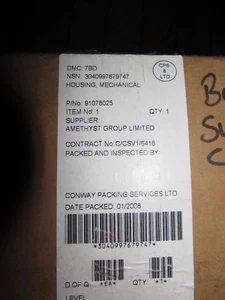 DMC: 7BD
NSN: 3040997679747
HOUSING, MECHANICAL
CPS
8
LTD
P/No: 91078025
ITEM No: 1 QTY 1
SUPPLIER:
AMETHYST GROUP LIMITED
CONTRACT No C/CSV1/6416
PACKED AND INSPECTED BY
CONWAY PACKING SERVICES LTD
DATE PACKED: 01/2008
*3040997679747*
D OF Q *EA* QTY *1*
LEVEL